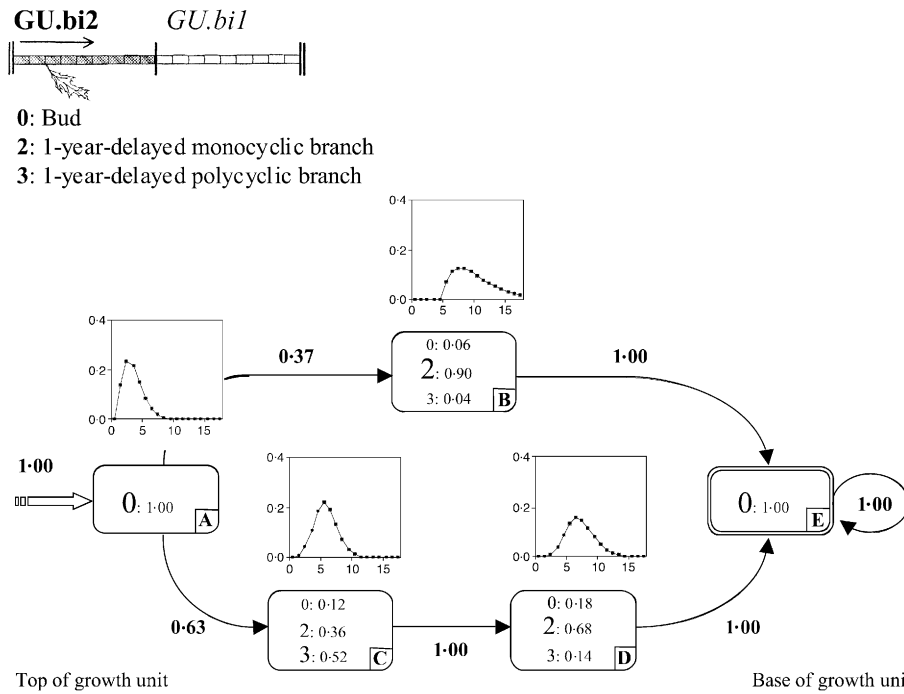 GU.bi2 GU.bi1
0: Bud
2: 1-year-delayed monocyclic branch
3: 1-year-delayed polycyclic branch
0·4
0·2
0·0
0 5 10 15
0·4
0·2
0·0
0 5 10 15
0·37
0: 0·06
2: 0·90
3: 0·04
B
1·00
1·00
0: 1·00
A
0·4
0·2
0·0
0 5 10 15
0·4
0·2
0·0
0 5 10 15
0: 1·00
E
1·00
0·63
0: 0·12
2: 0·36
3: 0·52
C
1·00
0: 0·18
2: 0·68
3: 0·14
D
1·00
Top of growth unit
Base of growth uni